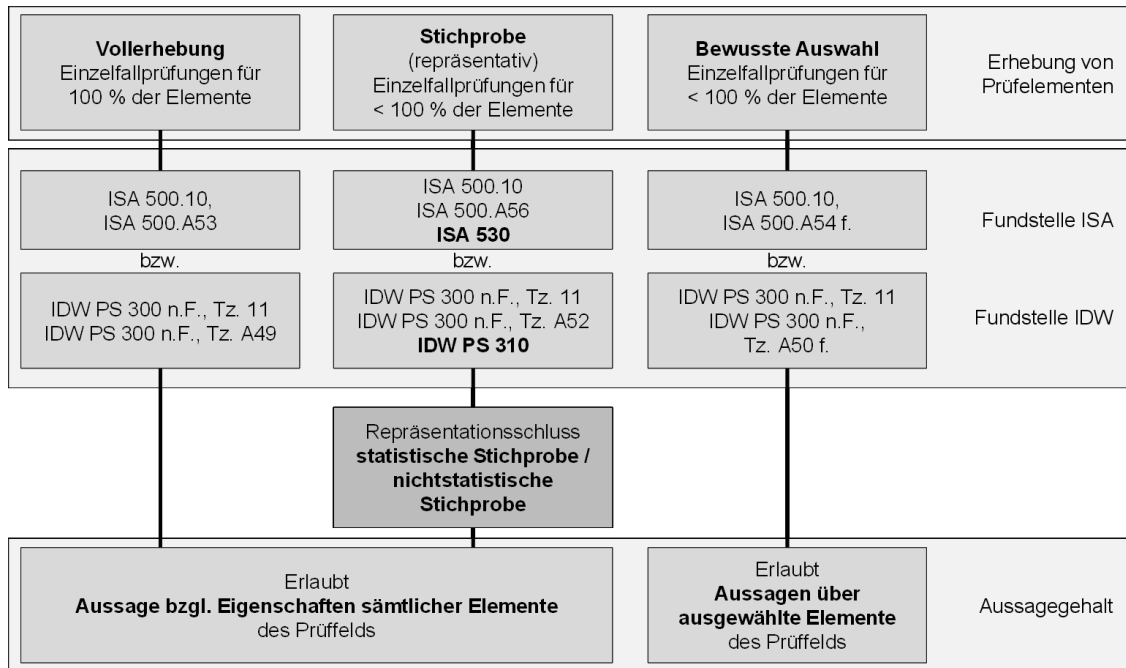 Vollerhebung
Einzelfallprüfungen für
100 % der Elemente
Stichprobe
(repräsentativ)
Einzelfallprüfungen für
< 100 % der Elemente
Bewusste Auswahl
Einzelfallprüfungen für
< 100 % der Elemente
Erhebung von
Prüfelementen
ISA 500.10,
ISA 500.A53
ISA 500.10
ISA 500.A56
ISA 530
ISA 500.10,
ISA 500.A54 f.
Fundstelle ISA
bzw.
bzw.
bzw.
IDW PS 300 n.F., Tz. 11
IDW PS 300 n.F., Tz. A49
IDW PS 300 n.F., Tz. 11
IDW PS 300 n.F., Tz. A52
IDW PS 310
IDW PS 300 n.F., Tz. 11
IDW PS 300 n.F.,
Tz. A50 f.
Fundstelle IDW
Repräsentationsschluss
statistische Stichprobe /
nichtstatistische
Stichprobe
Erlaubt
Aussage bzgl. Eigenschaften sämtlicher Elemente
des Prüffelds
Erlaubt
Aussagen über
ausgewählte Elemente
des Prüffelds
Aussagegehalt